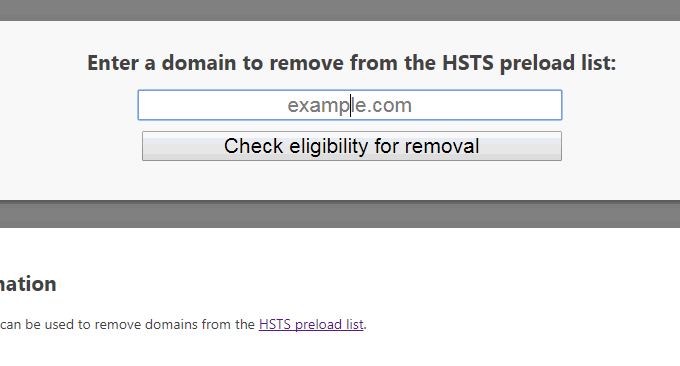 Enter a domain to remove from the HSTS preload list:
example.com
Check eligibility for removal
mation
can be used to remove domains from the HSTS preload list.